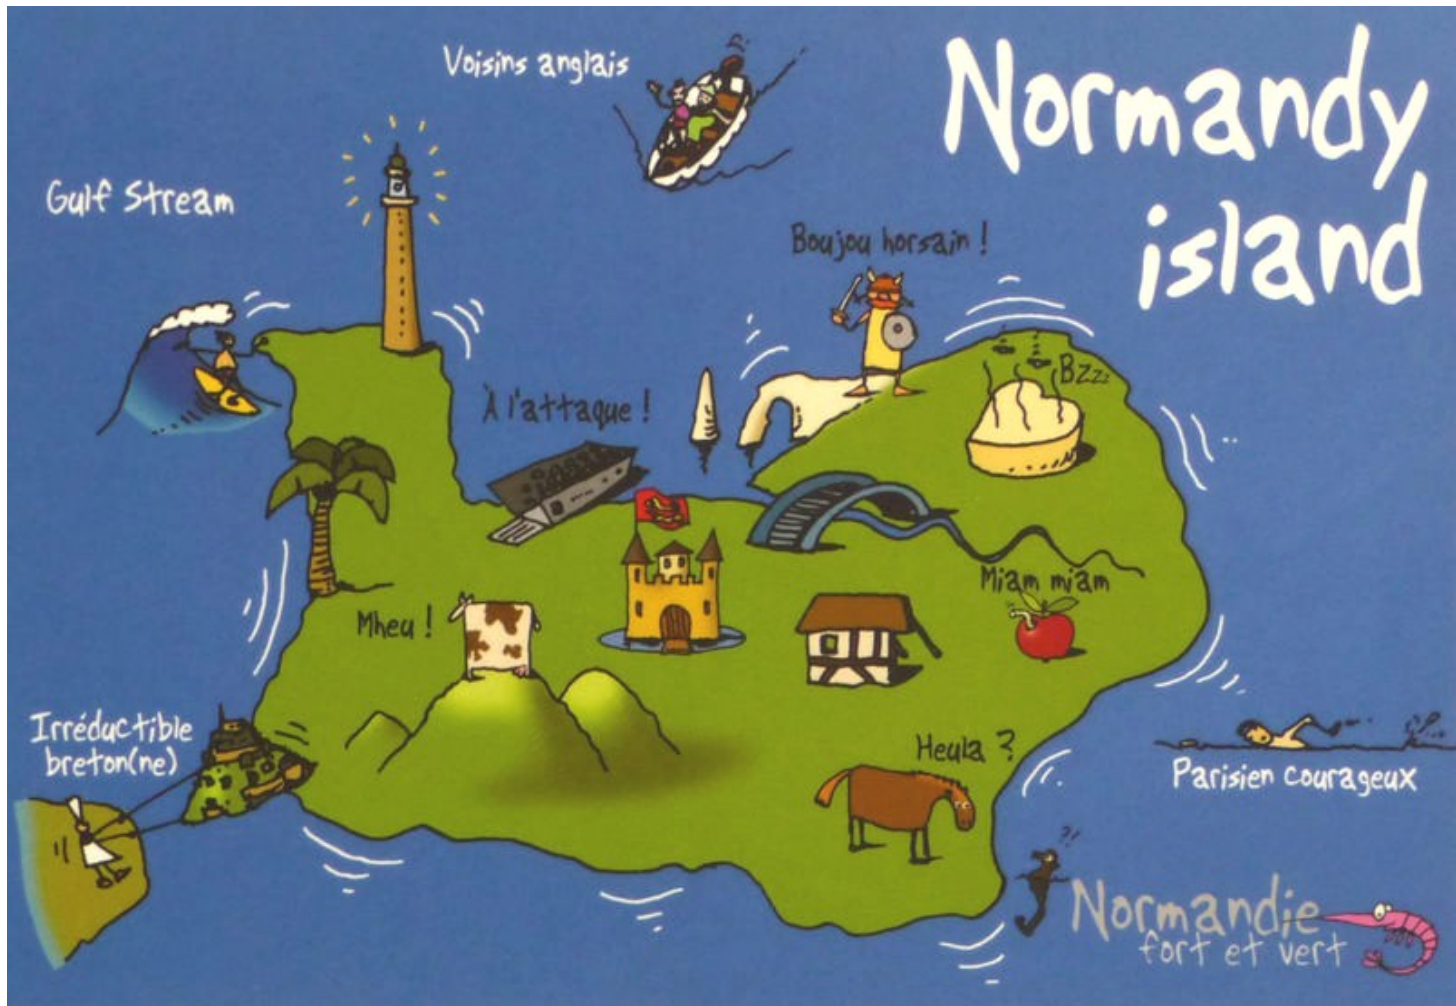 Normandy
island
Voisins anglais
Gulf Stream
Boujou horsain !
Bzzz
À l'attaque !
Miam miam
Mheu !
Irréductible
breton(ne)
Heula ?
Parisien courageux
?!
Normandie
fort et vert